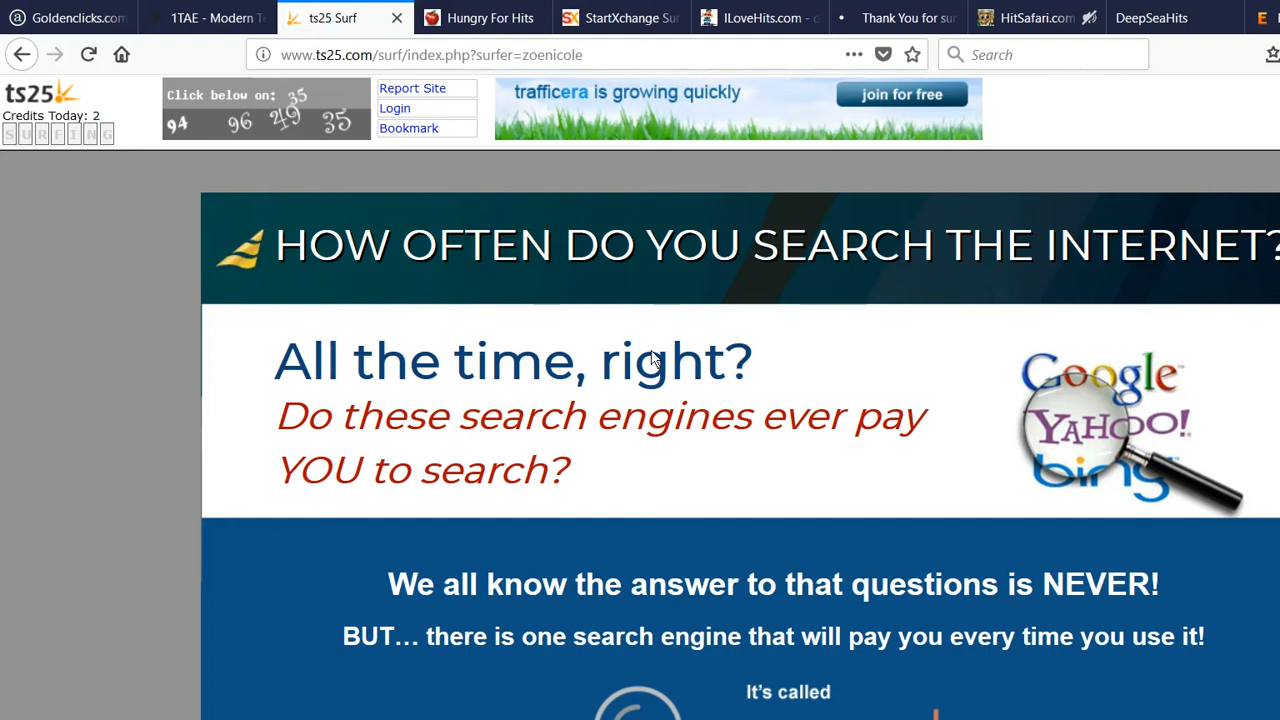 Goldenclicks.com
1TAE - Modern T
ts25 Surf
Hungry For Hits
StartXchange Su
ILoveHits.com -
Thank You for su
HitSafari.com
DeepSeaHits
www.ts25.com/surf/index.php?surfer=zoenicole
Search
ts25
Credits Today: 2
SURFING
Click below on: 35
94 96 49 35
Report Site
Login
Bookmark
trafficera is growing quickly
join for free
HOW OFTEN DO YOU SEARCH THE INTERNET?
All the time, right?
Do these search engines ever pay
YOU to search?
Google
YAHOO!
bing
We all know the answer to that questions is NEVER!
BUT… there is one search engine that will pay you every time you use it!
It's called